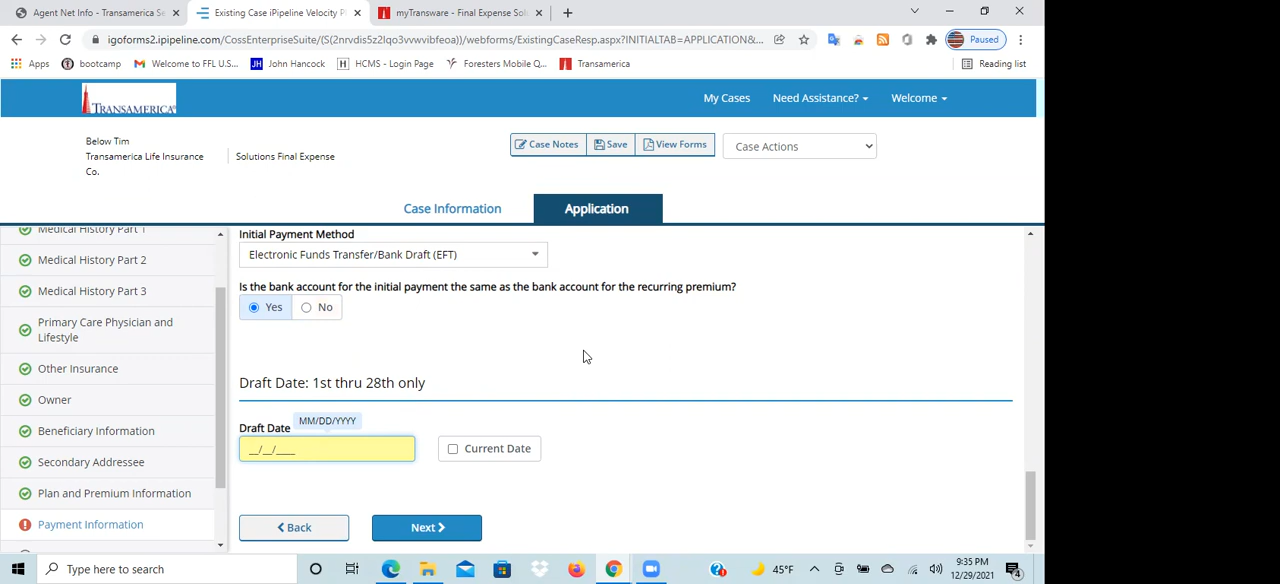 Agent Net Info - Transamerica Se
Existing Case iPipeline Velocity P
myTransware - Final Expense Sol
igoforms2.ipipeline.com/CossEnterpriseSuite/(S(2nrvdis5z2lqo3vvwvibfeoa))/webforms/ExistingCaseResp.aspx?INITIALTAB=APPLICATION&...
Paused
Apps
bootcamp
Welcome to FFL U.S...
John Hancock
HCMS - Login Page
Foresters Mobile Q...
Transamerica
Reading list
TRANSAMERICA
My Cases
Need Assistance?
Welcome
Below Tim
Transamerica Life Insurance
Co.
Solutions Final Expense
Case Notes
Save
View Forms
Case Actions
Case Information
Application
Medical History Part 1
Medical History Part 2
Medical History Part 3
Primary Care Physician and
Lifestyle
Other Insurance
Owner
Beneficiary Information
Secondary Addressee
Plan and Premium Information
Payment Information
Initial Payment Method
Electronic Funds Transfer/Bank Draft (EFT)
Is the bank account for the initial payment the same as the bank account for the recurring premium?
Yes
No
Draft Date: 1st thru 28th only
MM/DD/YYYY
Draft Date
__/__/____
Current Date
Back
Next
Type here to search
45°F
9:35 PM
12/29/2021
4